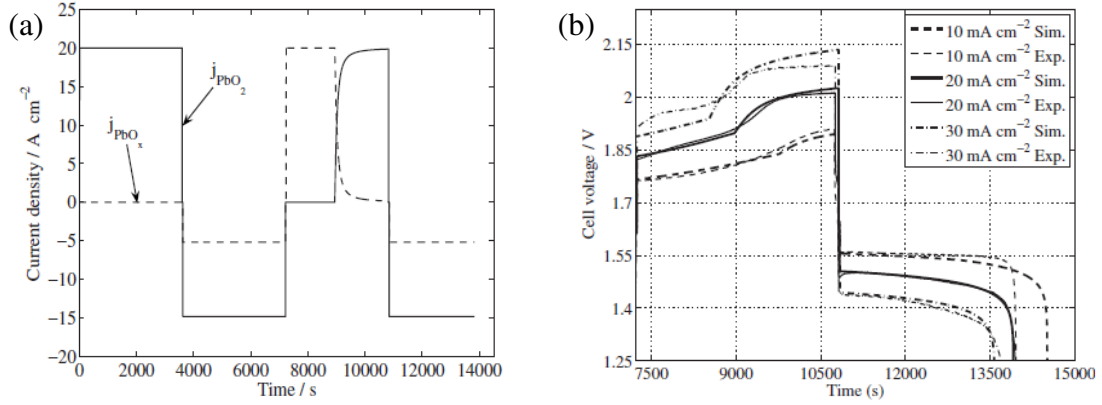 (a)
Current density / A cm⁻²
25
20
15
10
5
0
−5
−10
−15
−20
j_PbO₂
j_PbOₓ
0 2000 4000 6000 8000 10000 12000 14000
Time / s
(b)
Cell voltage / V
2.15
2
1.85
1.7
1.55
1.4
1.25
10 mA cm⁻² Sim.
10 mA cm⁻² Exp.
20 mA cm⁻² Sim.
20 mA cm⁻² Exp.
30 mA cm⁻² Sim.
30 mA cm⁻² Exp.
7500 9000 10500 12000 13500 15000
Time (s)